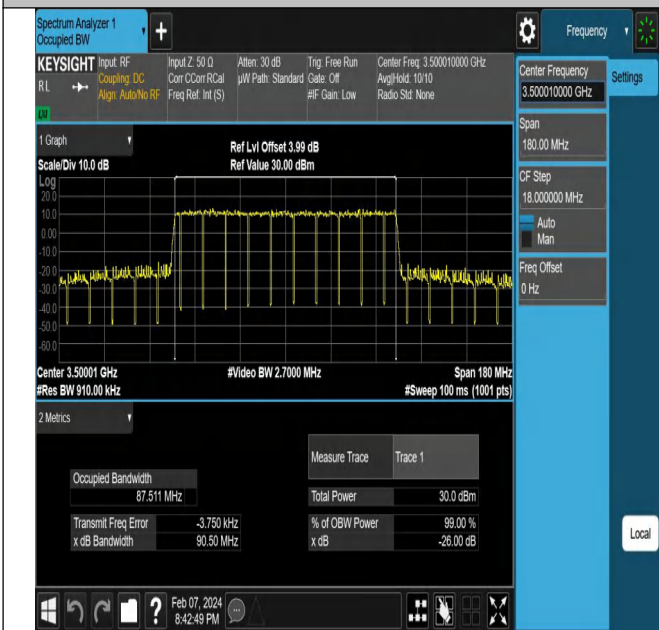 Spectrum Analyzer 1
Occupied BW
Frequency
KEYSIGHT
RL
Input: RF
Coupling: DC
Align: Auto/No RF
Input Z: 50 Ω
Corr CCorr RCal
Freq Ref: Int (S)
Atten: 30 dB
µW Path: Standard
Trig: Free Run
Gate: Off
#IF Gain: Low
Center Freq: 3.500010000 GHz
Avg|Hold: 10/10
Radio Std: None
Center Frequency
3.500010000 GHz
Settings
Span
180.00 MHz
CF Step
18.000000 MHz
Auto
Man
Freq Offset
0 Hz
1 Graph
Scale/Div 10.0 dB
Ref Lvl Offset 3.99 dB
Ref Value 30.00 dBm
Log
20.0
10.0
0.00
-10.0
-20.0
-30.0
-40.0
-50.0
-60.0
Center 3.50001 GHz
#Video BW 2.7000 MHz
Span 180 MHz
#Res BW 910.00 kHz
#Sweep 100 ms (1001 pts)
2 Metrics
Measure Trace Trace 1
Occupied Bandwidth
87.511 MHz
Total Power 30.0 dBm
Transmit Freq Error -3.750 kHz
% of OBW Power 99.00 %
x dB Bandwidth 90.50 MHz
x dB -26.00 dB
Local
Feb 07, 2024
8:42:49 PM